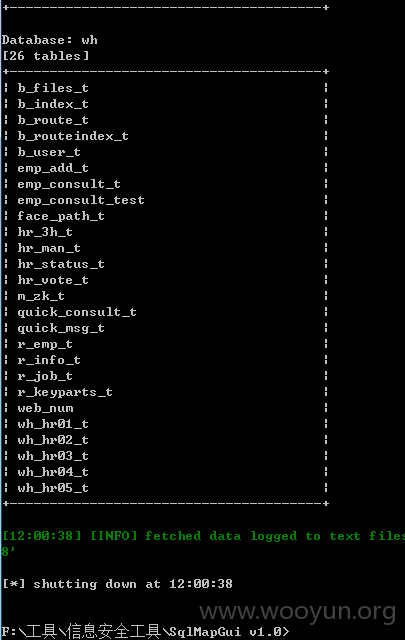 +---------------------------------------+
Database: wh
[26 tables]
+---------------------------------------+
¦ b_files_t ¦
¦ b_index_t ¦
¦ b_route_t ¦
¦ b_routeindex_t ¦
¦ b_user_t ¦
¦ emp_add_t ¦
¦ emp_consult_t ¦
¦ emp_consult_test ¦
¦ face_path_t ¦
¦ hr_3h_t ¦
¦ hr_man_t ¦
¦ hr_status_t ¦
¦ hr_vote_t ¦
¦ m_zk_t ¦
¦ quick_consult_t ¦
¦ quick_msg_t ¦
¦ r_emp_t ¦
¦ r_info_t ¦
¦ r_job_t ¦
¦ r_keyparts_t ¦
¦ web_num ¦
¦ wh_hr01_t ¦
¦ wh_hr02_t ¦
¦ wh_hr03_t ¦
¦ wh_hr04_t ¦
¦ wh_hr05_t ¦
+---------------------------------------+
[12:00:38] [INFO] fetched data logged to text files
8'
[*] shutting down at 12:00:38
www.wooyun.org
F:\工具\信息安全工具\SqlMapGui v1.0>